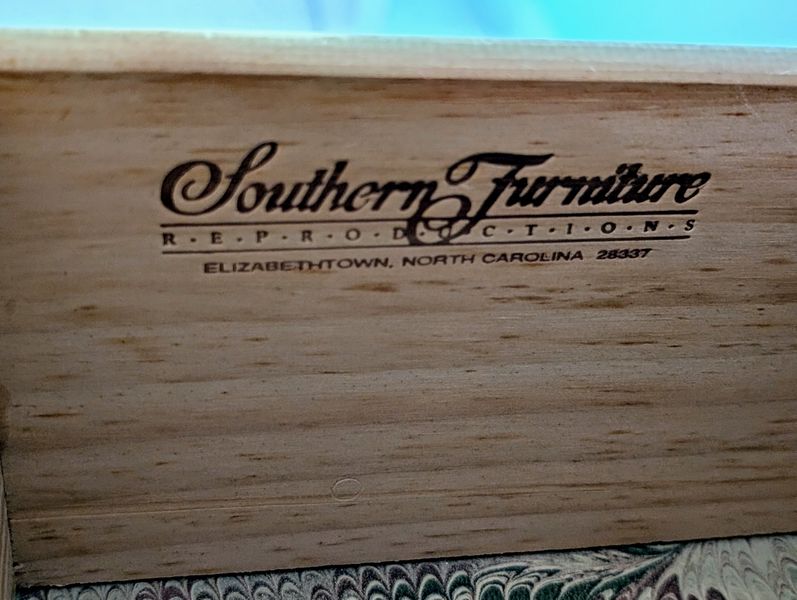 Southern Furniture
R·E·P·R·O·D·U·C·T·I·O·N·S
ELIZABETHTOWN, NORTH CAROLINA 28337